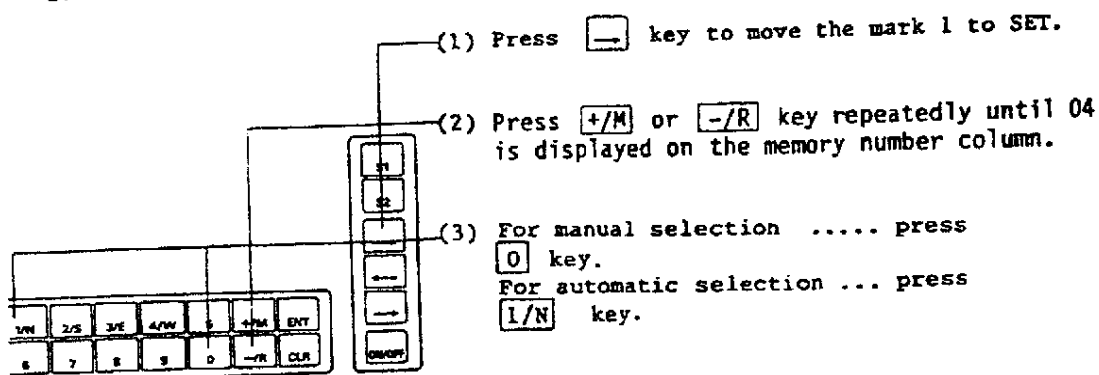 (1) Press → key to move the mark 1 to SET.
(2) Press +/M or -/R key repeatedly until 04
is displayed on the memory number column.
(3) For manual selection ..... press
0 key.
For automatic selection ... press
1/N key.
S1
S2
→
←
→
ON/OFF
1/N 2/S 3/E 4/W 5 +/M ENT
6 7 8 9 0 -/R CLR